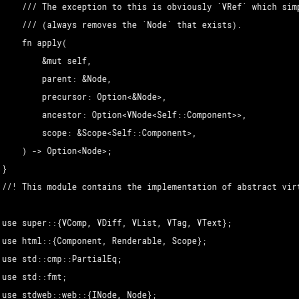 /// The exception to this is obviously `VRef` which simp
/// (always removes the `Node` that exists).
fn apply(
&mut self,
parent: &Node,
precursor: Option<&Node>,
ancestor: Option<VNode<Self::Component>>,
scope: &Scope<Self::Component>,
) -> Option<Node>;
}
//! This module contains the implementation of abstract virt
use super::{VComp, VDiff, VList, VTag, VText};
use html::{Component, Renderable, Scope};
use std::cmp::PartialEq;
use std::fmt;
use stdweb::web::{INode, Node};